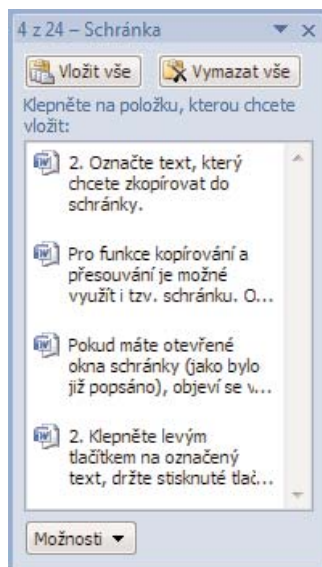 4 z 24 – Schránka
Vložit vše Vymazat vše
Klepněte na položku, kterou chcete
vložit:
2. Označte text, který
chcete zkopírovat do
schránky.
Pro funkce kopírování a
přesouvání je možné
využít i tzv. schránku. O...
Pokud máte otevřené
okna schránky (jako bylo
již popsáno), objeví se v...
2. Klepněte levým
tlačítkem na označený
text, držte stisknuté tlač...
Možnosti